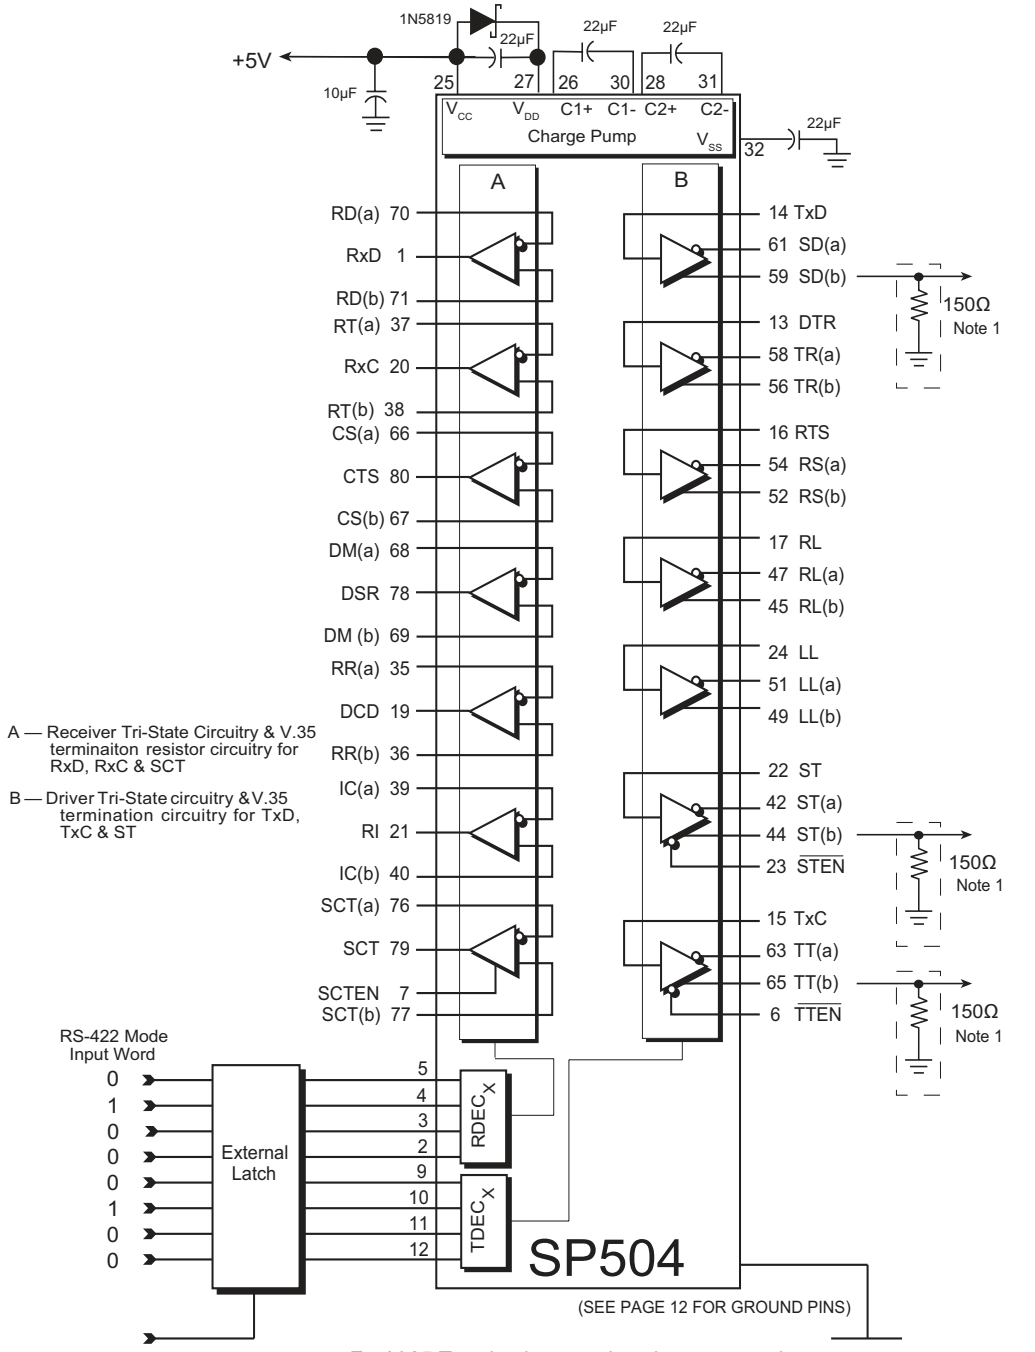 1N5819
22µF
22µF
22µF
+5V
10µF
25
27
26
30
28
31
VCC
VDD
C1+
C1-
C2+
C2-
Charge Pump
VSS
32
22µF
A
B
RD(a) 70
RxD 1
RD(b) 71
RT(a) 37
RxC 20
RT(b) 38
CS(a) 66
CTS 80
CS(b) 67
DM(a) 68
DSR 78
DM (b) 69
RR(a) 35
DCD 19
RR(b) 36
IC(a) 39
RI 21
IC(b) 40
SCT(a) 76
SCT 79
SCTEN 7
SCT(b) 77
14 TxD
61 SD(a)
59 SD(b)
150Ω
Note 1
13 DTR
58 TR(a)
56 TR(b)
16 RTS
54 RS(a)
52 RS(b)
17 RL
47 RL(a)
45 RL(b)
24 LL
51 LL(a)
49 LL(b)
22 ST
42 ST(a)
44 ST(b)
23 STEN
150Ω
Note 1
15 TxC
63 TT(a)
65 TT(b)
6 TTEN
150Ω
Note 1
A — Receiver Tri-State Circuitry & V.35
terminaiton resistor circuitry for
RxD, RxC & SCT
B — Driver Tri-State circuitry & V.35
termination circuitry for TxD,
TxC & ST
RS-422 Mode
Input Word
0
1
0
0
0
1
0
0
External
Latch
5
4
3
2
9
10
11
12
RDECX
TDECX
SP504
(SEE PAGE 12 FOR GROUND PINS)